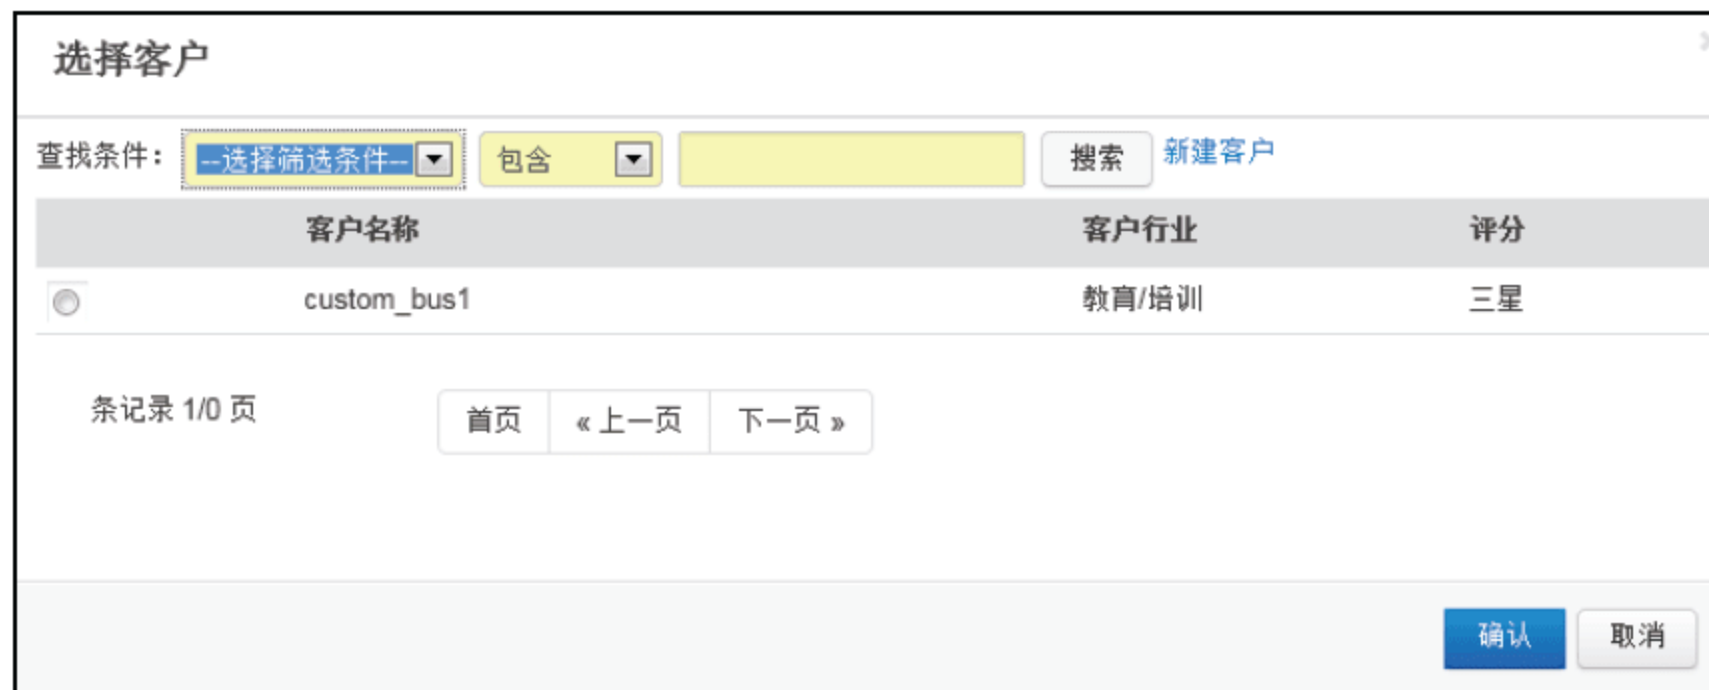 选择客户
查找条件： --选择筛选条件-- 包含 搜索 新建客户
客户名称 客户行业 评分
custom_bus1 教育/培训 三星
条记录 1/0 页 首页 « 上一页 下一页 »
确认 取消